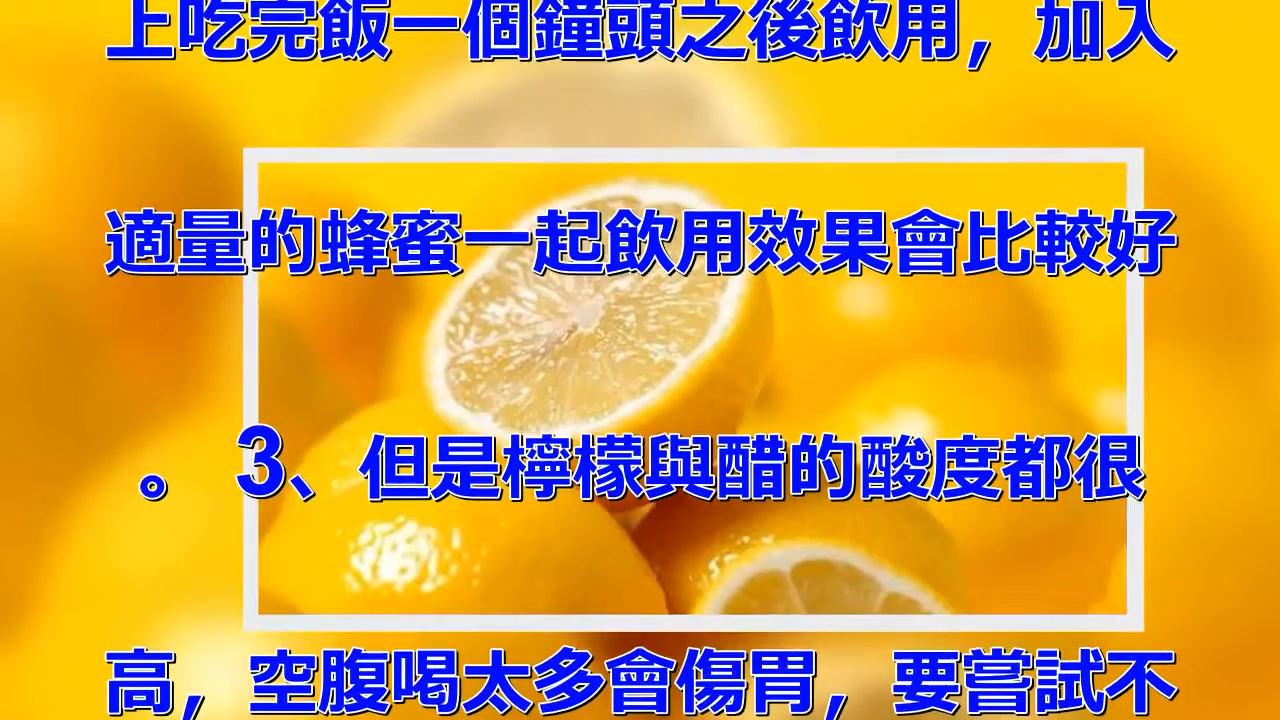 上吃完飯一個鐘頭之後飲用，加入
適量的蜂蜜一起飲用效果會比較好
。 3、但是檸檬與醋的酸度都很
高，空腹喝太多會傷胃，要嘗試不